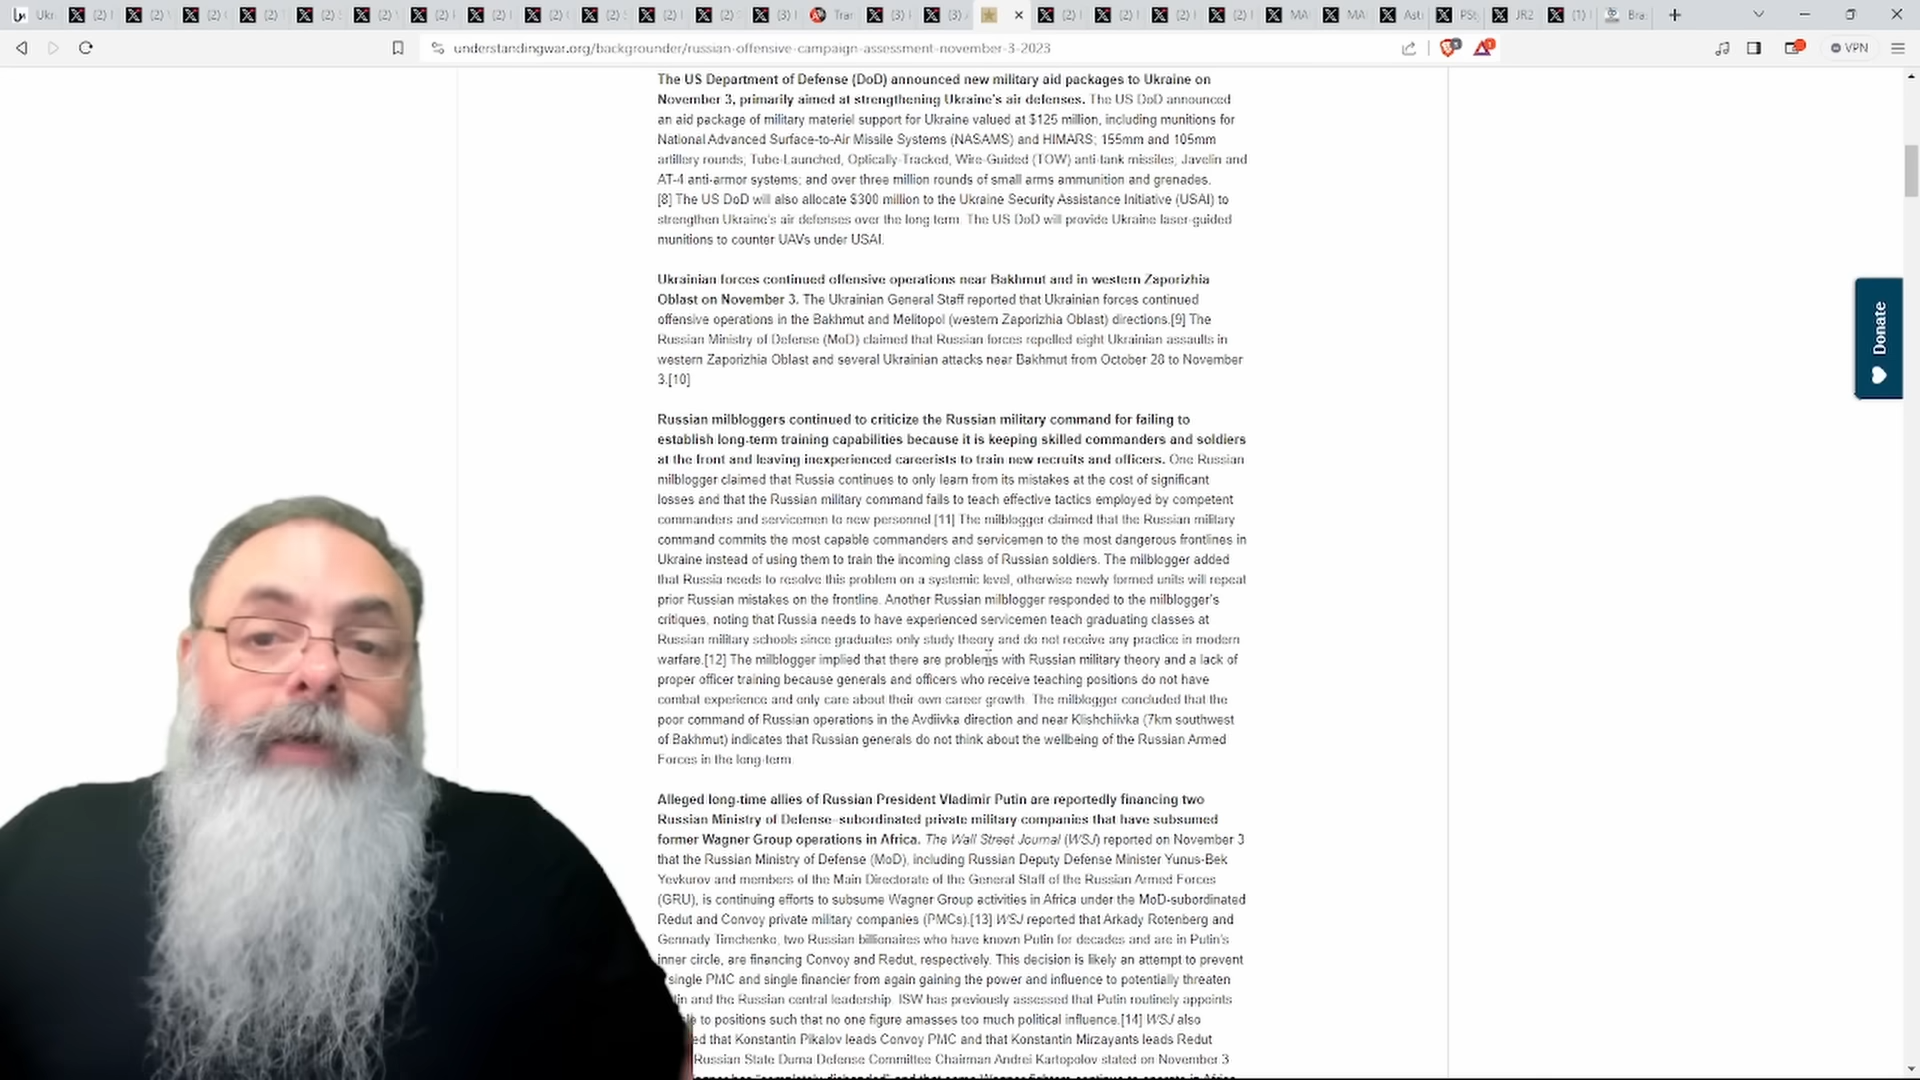 Ukr (2) (2) V (2) (2) (2) (2) (2) (2) (2) (2) (2) (2) (3) Trar (3) (3) (2) (2) (2) (2) MA MA Ast PSt JR2 (1) Bra
understandingwar.org/backgrounder/russian-offensive-campaign-assessment-november-3-2023
VPN
The US Department of Defense (DoD) announced new military aid packages to Ukraine on
November 3, primarily aimed at strengthening Ukraine's air defenses. The US DoD announced
an aid package of military materiel support for Ukraine valued at $125 million, including munitions for
National Advanced Surface-to-Air Missile Systems (NASAMS) and HIMARS; 155mm and 105mm
artillery rounds; Tube-Launched, Optically-Tracked, Wire-Guided (TOW) anti-tank missiles; Javelin and
AT-4 anti-armor systems; and over three million rounds of small arms ammunition and grenades.
[8] The US DoD will also allocate $300 million to the Ukraine Security Assistance Initiative (USAI) to
strengthen Ukraine's air defenses over the long term. The US DoD will provide Ukraine laser-guided
munitions to counter UAVs under USAI.
Ukrainian forces continued offensive operations near Bakhmut and in western Zaporizhia
Oblast on November 3. The Ukrainian General Staff reported that Ukrainian forces continued
offensive operations in the Bakhmut and Melitopol (western Zaporizhia Oblast) directions.[9] The
Russian Ministry of Defense (MoD) claimed that Russian forces repelled eight Ukrainian assaults in
western Zaporizhia Oblast and several Ukrainian attacks near Bakhmut from October 28 to November
3.[10]
Donate
Russian milbloggers continued to criticize the Russian military command for failing to
establish long-term training capabilities because it is keeping skilled commanders and soldiers
at the front and leaving inexperienced careerists to train new recruits and officers. One Russian
milblogger claimed that Russia continues to only learn from its mistakes at the cost of significant
losses and that the Russian military command fails to teach effective tactics employed by competent
commanders and servicemen to new personnel.[11] The milblogger claimed that the Russian military
command commits the most capable commanders and servicemen to the most dangerous frontlines in
Ukraine instead of using them to train the incoming class of Russian soldiers. The milblogger added
that Russia needs to resolve this problem on a systemic level, otherwise newly formed units will repeat
prior Russian mistakes on the frontline. Another Russian milblogger responded to the milblogger's
critiques, noting that Russia needs to have experienced servicemen teach graduating classes at
Russian military schools since graduates only study theory and do not receive any practice in modern
warfare.[12] The milblogger implied that there are problems with Russian military theory and a lack of
proper officer training because generals and officers who receive teaching positions do not have
combat experience and only care about their own career growth. The milblogger concluded that the
poor command of Russian operations in the Avdiivka direction and near Klishchiivka (7km southwest
of Bakhmut) indicates that Russian generals do not think about the wellbeing of the Russian Armed
Forces in the long-term.
Alleged long-time allies of Russian President Vladimir Putin are reportedly financing two
Russian Ministry of Defense-subordinated private military companies that have subsumed
former Wagner Group operations in Africa. The Wall Street Journal (WSJ) reported on November 3
that the Russian Ministry of Defense (MoD), including Russian Deputy Defense Minister Yunus-Bek
Yevkurov and members of the Main Directorate of the General Staff of the Russian Armed Forces
(GRU), is continuing efforts to subsume Wagner Group activities in Africa under the MoD-subordinated
Redut and Convoy private military companies (PMCs).[13] WSJ reported that Arkady Rotenberg and
Gennady Timchenko, two Russian billionaires who have known Putin for decades and are in Putin's
inner circle, are financing Convoy and Redut, respectively. This decision is likely an attempt to prevent
single PMC and single financier from again gaining the power and influence to potentially threaten
tin and the Russian central leadership. ISW has previously assessed that Putin routinely appoints
le to positions such that no one figure amasses too much political influence.[14] WSJ also
ed that Konstantin Pikalov leads Convoy PMC and that Konstantin Mirzayants leads Redut
Russian State Duma Defense Committee Chairman Andrei Kartopolov stated on November 3